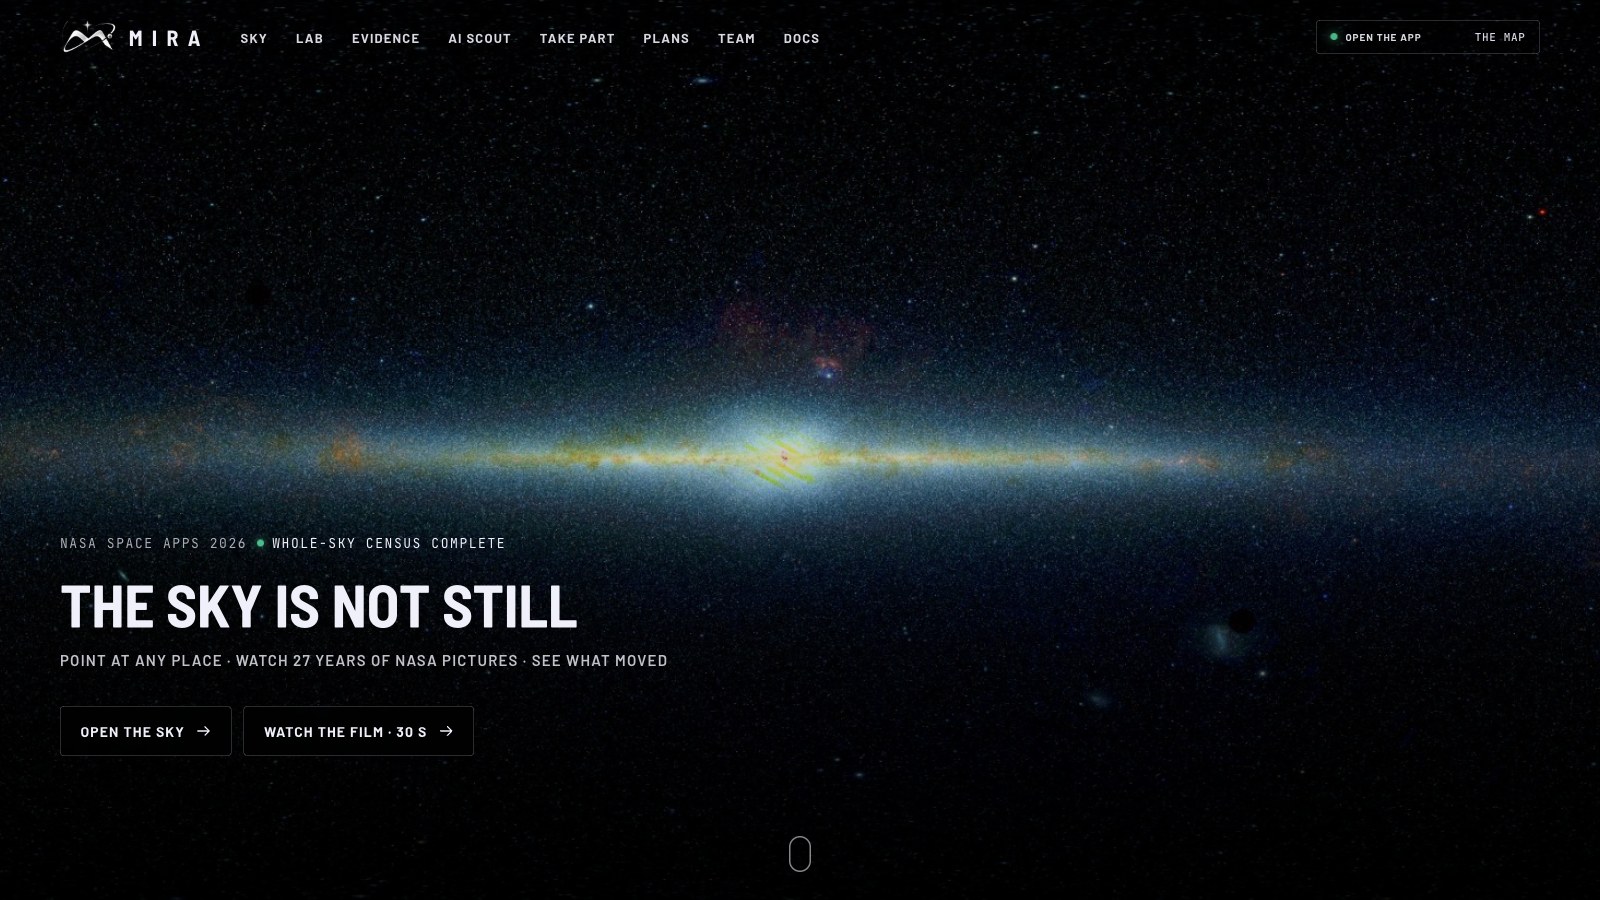 MIRA SKY LAB EVIDENCE AI SCOUT TAKE PART PLANS TEAM DOCS OPEN THE APP THE MAP
NASA SPACE APPS 2026 WHOLE-SKY CENSUS COMPLETE
THE SKY IS NOT STILL
POINT AT ANY PLACE · WATCH 27 YEARS OF NASA PICTURES · SEE WHAT MOVED
OPEN THE SKY → WATCH THE FILM · 30 S →